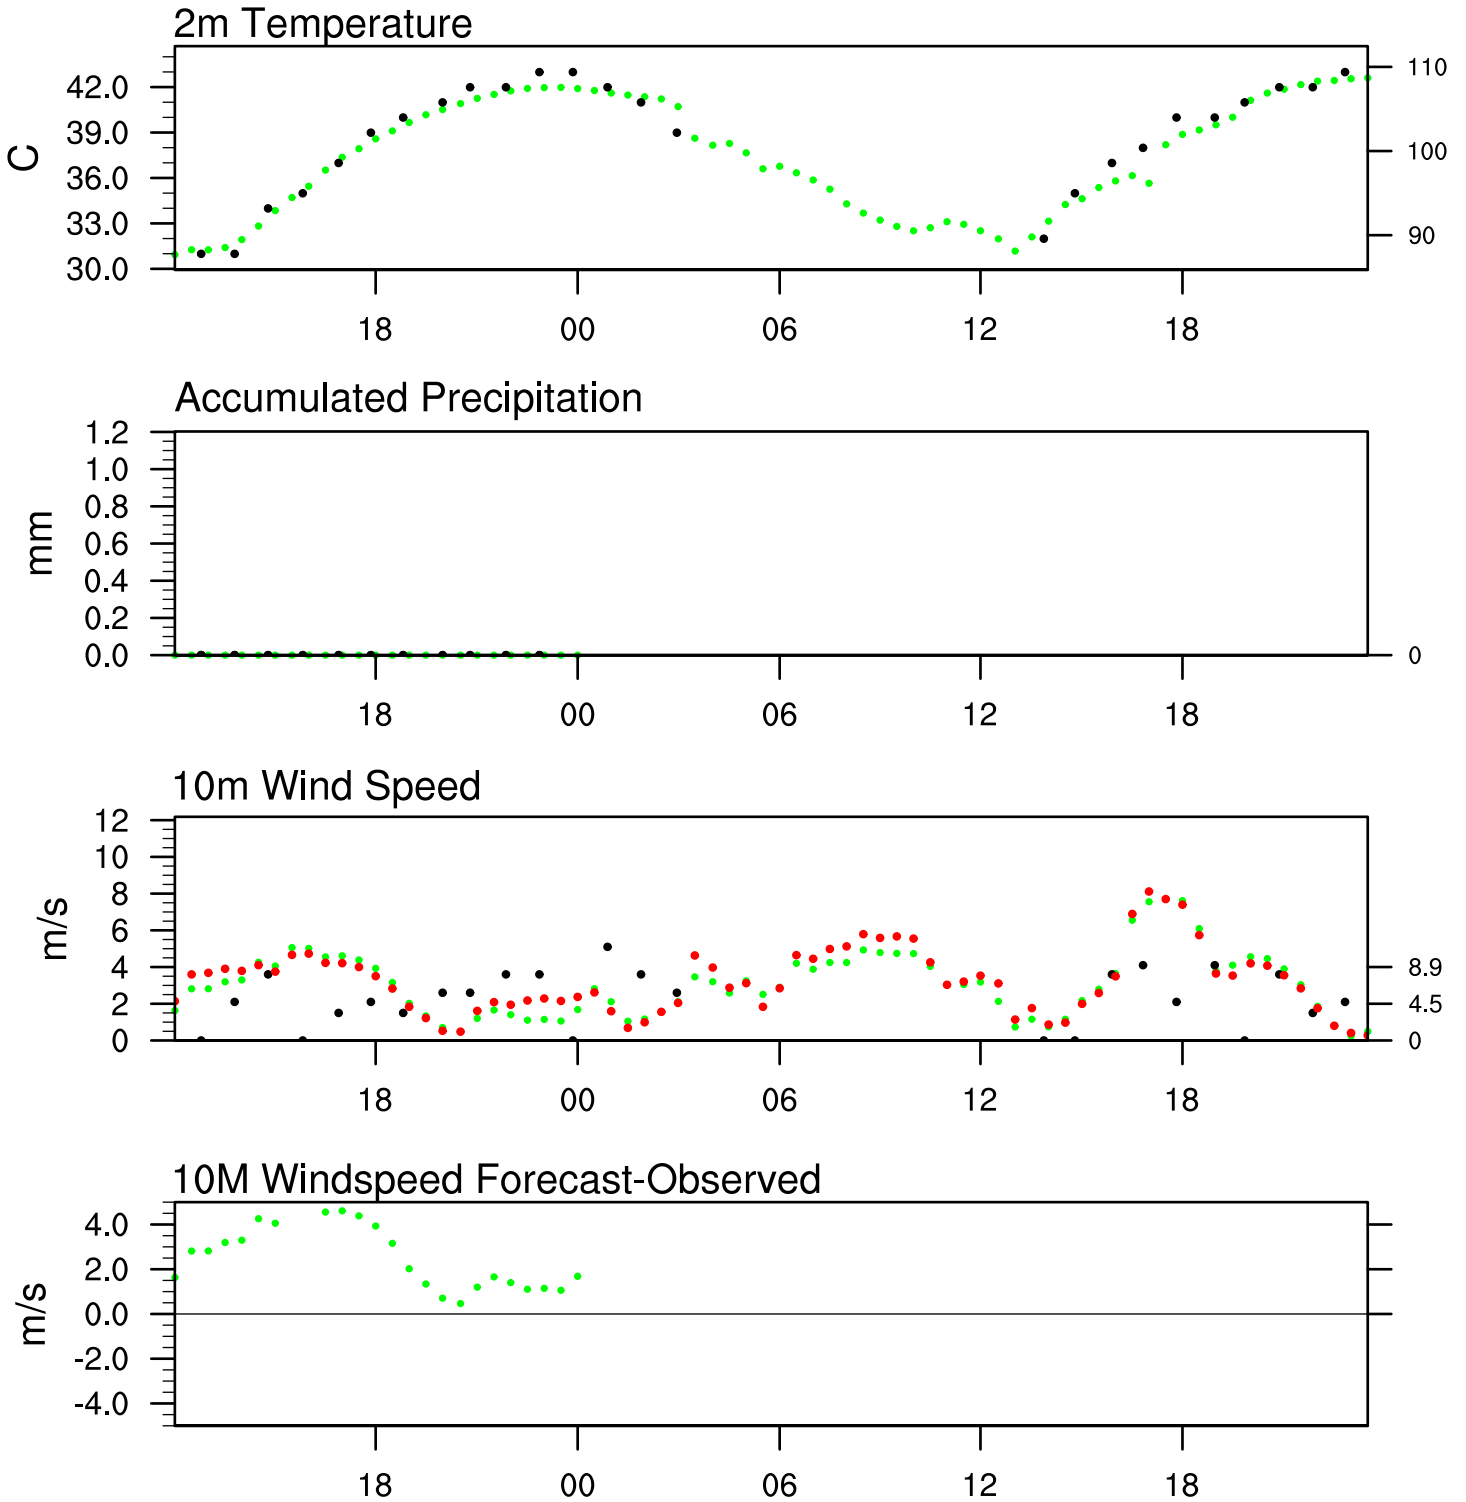 2m Temperature
C
42.0
39.0
36.0
33.0
30.0
110
100
90
18 00 06 12 18
Accumulated Precipitation
mm
1.2
1.0
0.8
0.6
0.4
0.2
0.0
0
18 00 06 12 18
10m Wind Speed
m/s
12
10
8
6
4
2
0
8.9
4.5
0
18 00 06 12 18
10M Windspeed Forecast-Observed
m/s
4.0
2.0
0.0
-2.0
-4.0
18 00 06 12 18